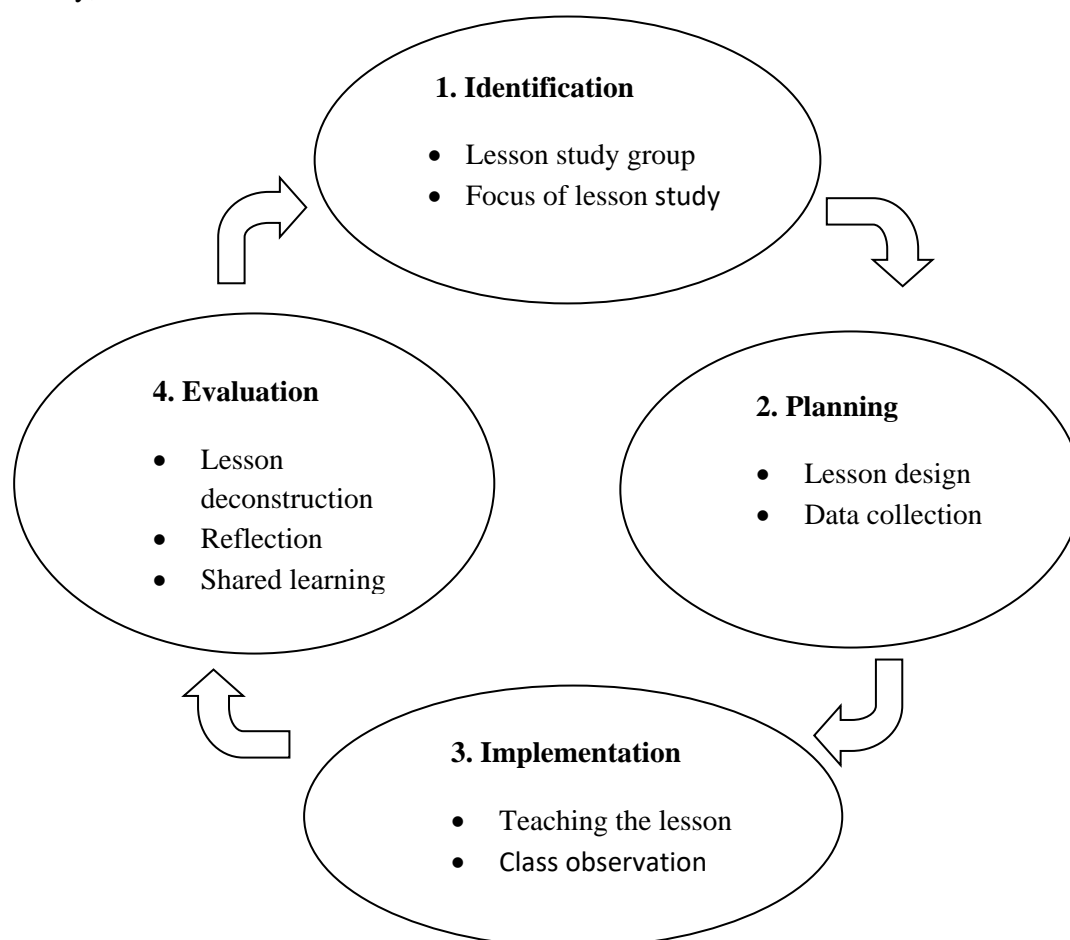 1. Identification
• Lesson study group
• Focus of lesson study
2. Planning
• Lesson design
• Data collection
3. Implementation
• Teaching the lesson
• Class observation
4. Evaluation
• Lesson
deconstruction
• Reflection
• Shared learning